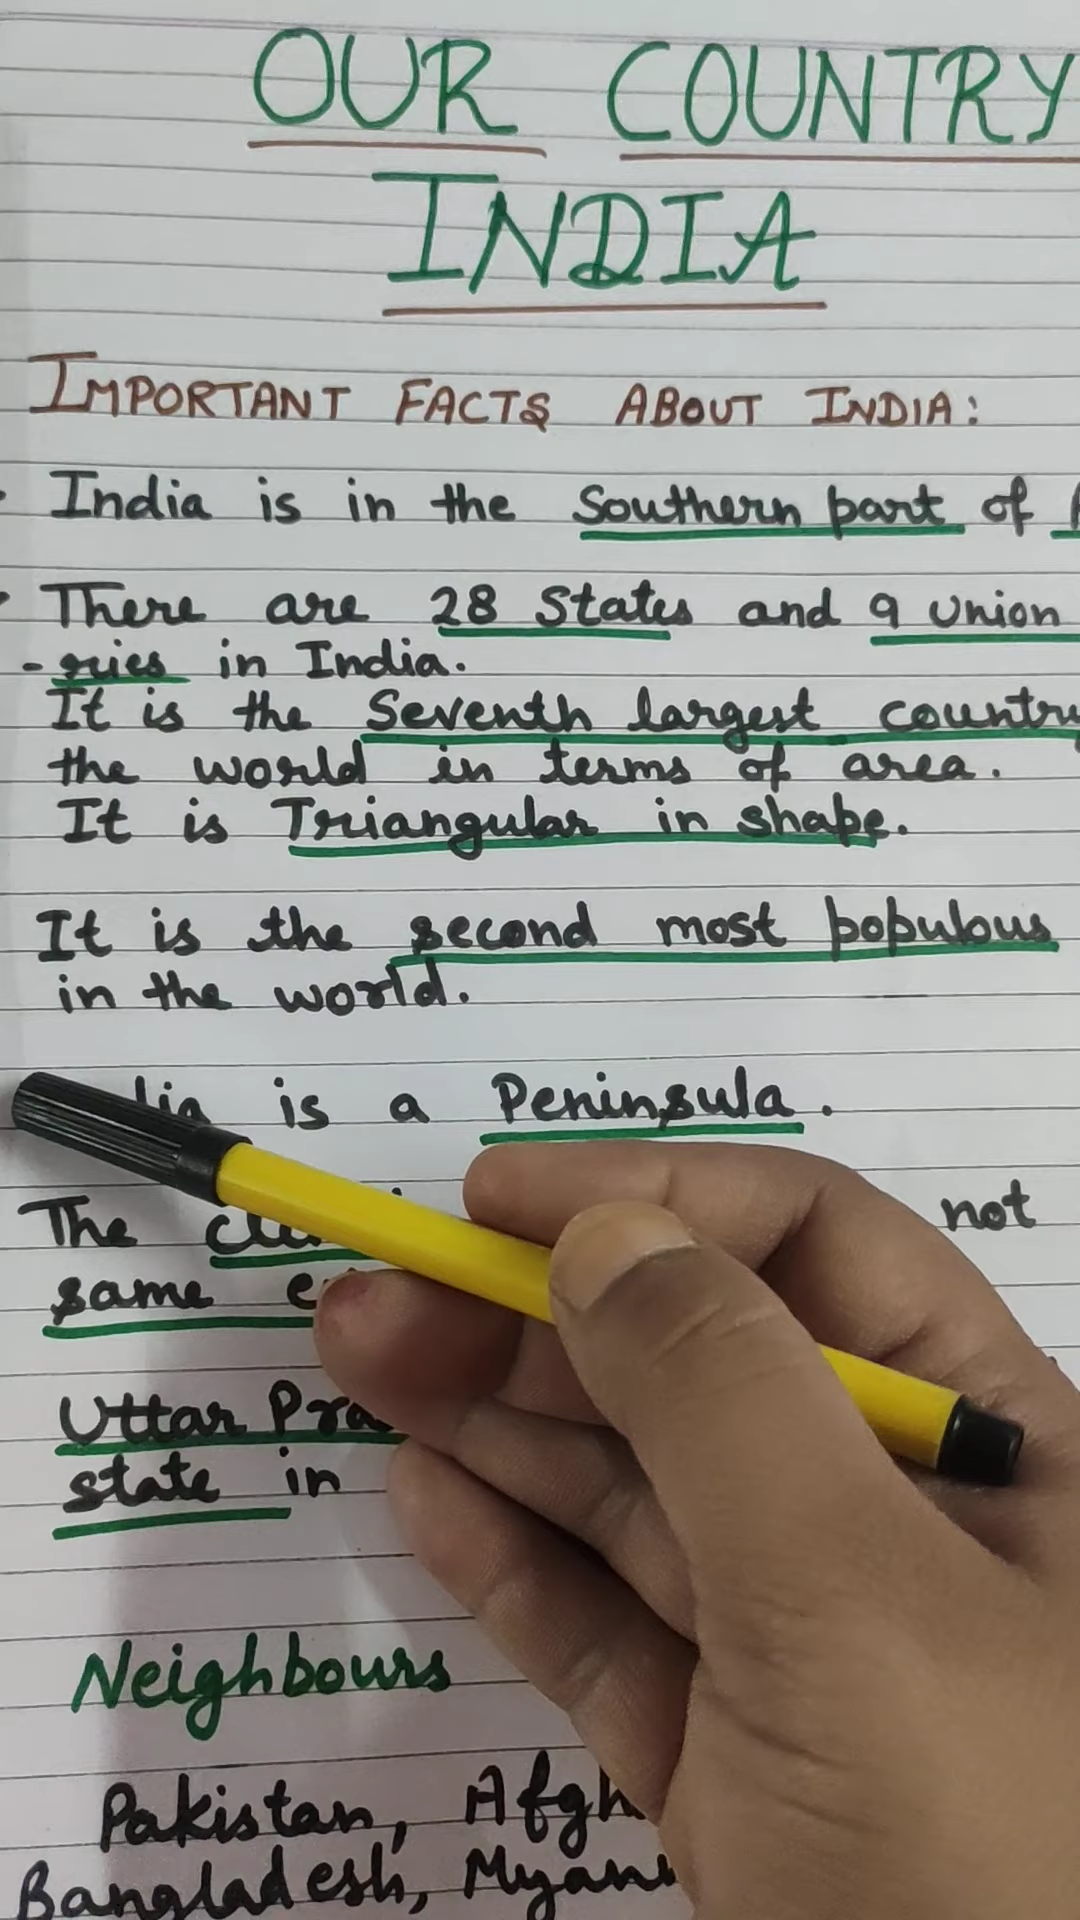 OUR COUNTRY
INDIA
IMPORTANT FACTS ABOUT INDIA:
India is in the Southern part of
There are 28 States and 9 Union
-ries in India.
It is the Seventh largest country
the world in terms of area.
It is Triangular in shape.
It is the second most populous
in the world.
is a Peninsula.
The not
same
Uttar
state in
Neighbours
Pakistan,
Bangladesh,